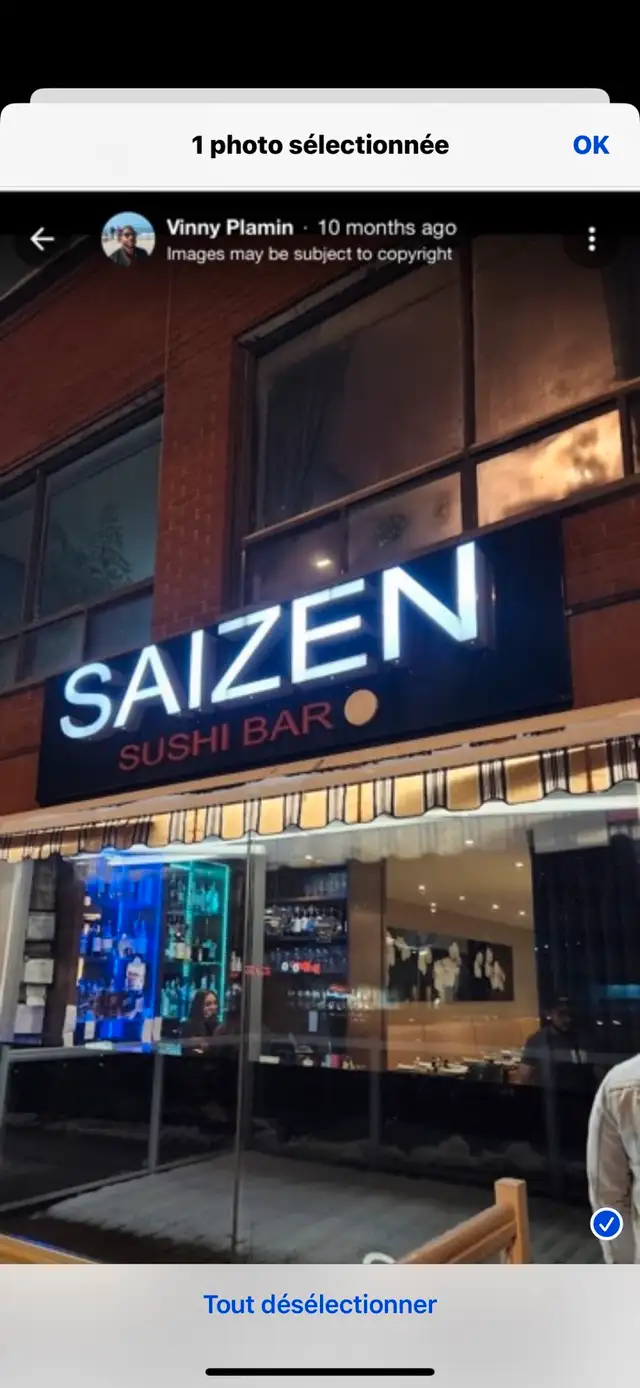 1 photo sélectionnée
OK
Vinny Plamin · 10 months ago
Images may be subject to copyright
SAIZEN
SUSHI BAR
Tout désélectionner